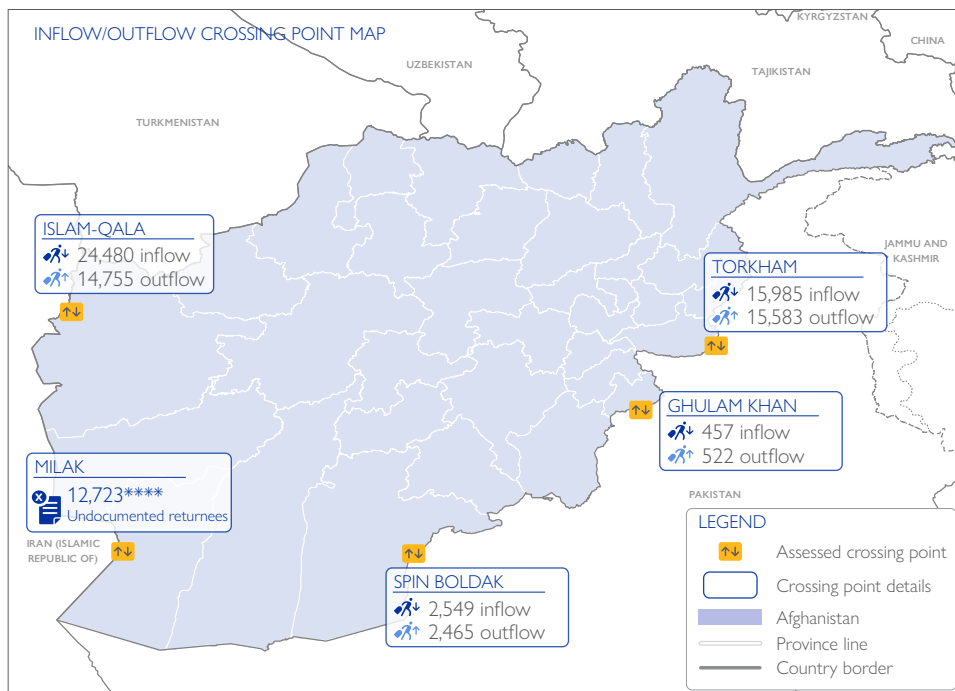 INFLOW/OUTFLOW CROSSING POINT MAP
KYRGYZSTAN
CHINA
UZBEKISTAN
TAJIKISTAN
TURKMENISTAN
ISLAM-QALA
24,480 inflow
14,755 outflow
JAMMU AND
KASHMIR
TORKHAM
15,985 inflow
15,583 outflow
GHULAM KHAN
457 inflow
522 outflow
MILAK
12,723****
Undocumented returnees
IRAN (ISLAMIC
REPUBLIC OF)
PAKISTAN
SPIN BOLDAK
2,549 inflow
2,465 outflow
LEGEND
Assessed crossing point
Crossing point details
Afghanistan
Province line
Country border